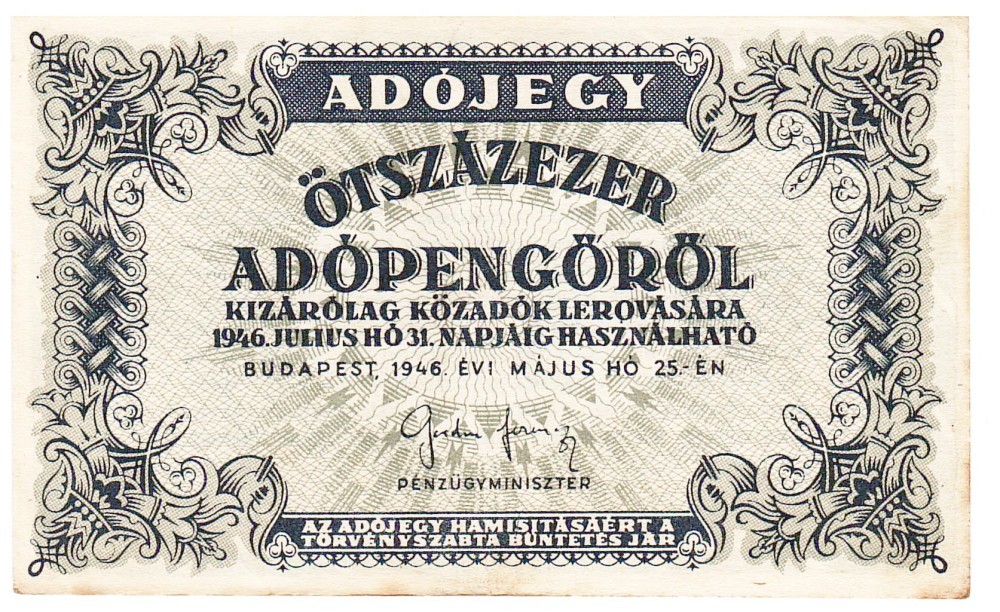 ADÓJEGY
ÖTSZÁZEZER
ADÓPENGŐRŐL
KIZÁRÓLAG KÖZADÓK LEROVÁSÁRA
1946. JULIUS HÓ 31. NAPJÁIG HASZNÁLHATÓ
BUDAPEST, 1946. ÉVI MÁJUS HÓ 25.-ÉN
PÉNZÜGYMINISZTER
AZ ADÓJEGY HAMISITÁSAÉRT A
TÖRVÉNYSZABTA BÜNTETÉS JÁR